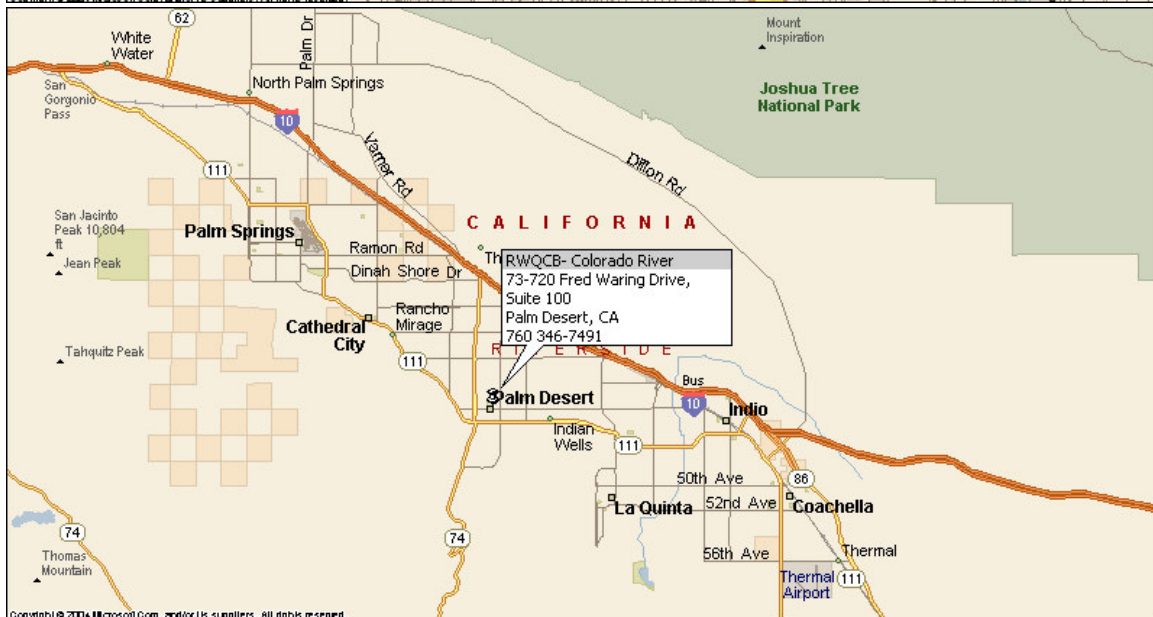 62
Palm Dr
Mount
Inspiration
White
Water
North Palm Springs
San
Gorgonio
Pass
Joshua Tree
National Park
10
Varner Rd
Dillon Rd
111
San Jacinto
Peak 10,804
ft
Jean Peak
CALIFORNIA
Palm Springs
Ramon Rd
Dinah Shore Dr
Th
RWQCB- Colorado River
73-720 Fred Waring Drive,
Suite 100
Palm Desert, CA
760 346-7491
Rancho
Mirage
Cathedral
City
RIVERSIDE
Tahquitz Peak
111
Bus
10
Palm Desert
Indio
Indian
Wells
111
50th Ave
86
La Quinta
52nd Ave
Coachella
74
74
56th Ave
Thermal
Thomas
Mountain
Thermal
Airport
111